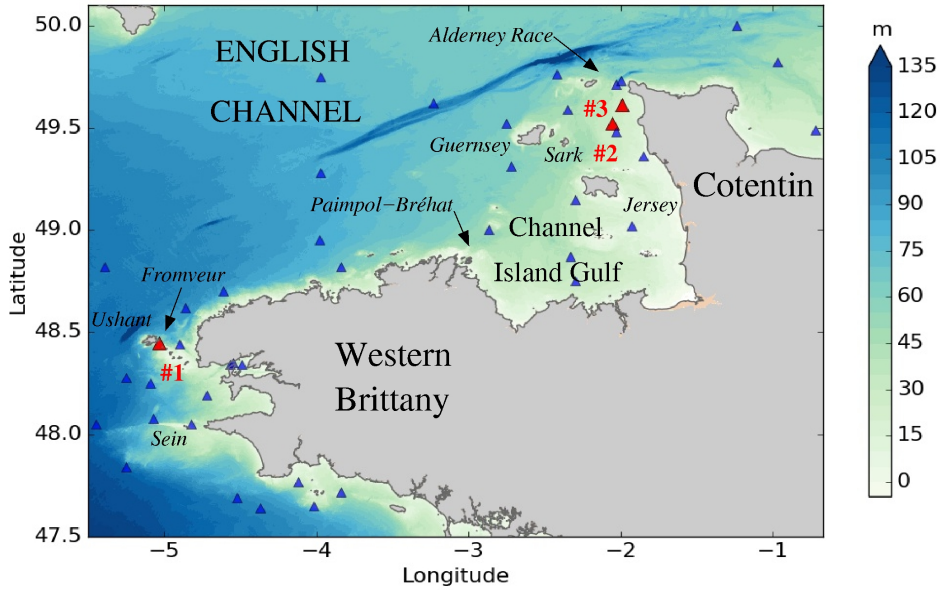 m
50.0
49.5
49.0
48.5
48.0
47.5
Latitude
−5
−4
−3
−2
−1
Longitude
135
120
105
90
75
60
45
30
15
0
ENGLISH
CHANNEL
Alderney Race
#3
#2
Guernsey
Sark
Cotentin
Paimpol−Bréhat
Jersey
Channel
Island Gulf
Fromveur
Ushant
#1
Western
Brittany
Sein